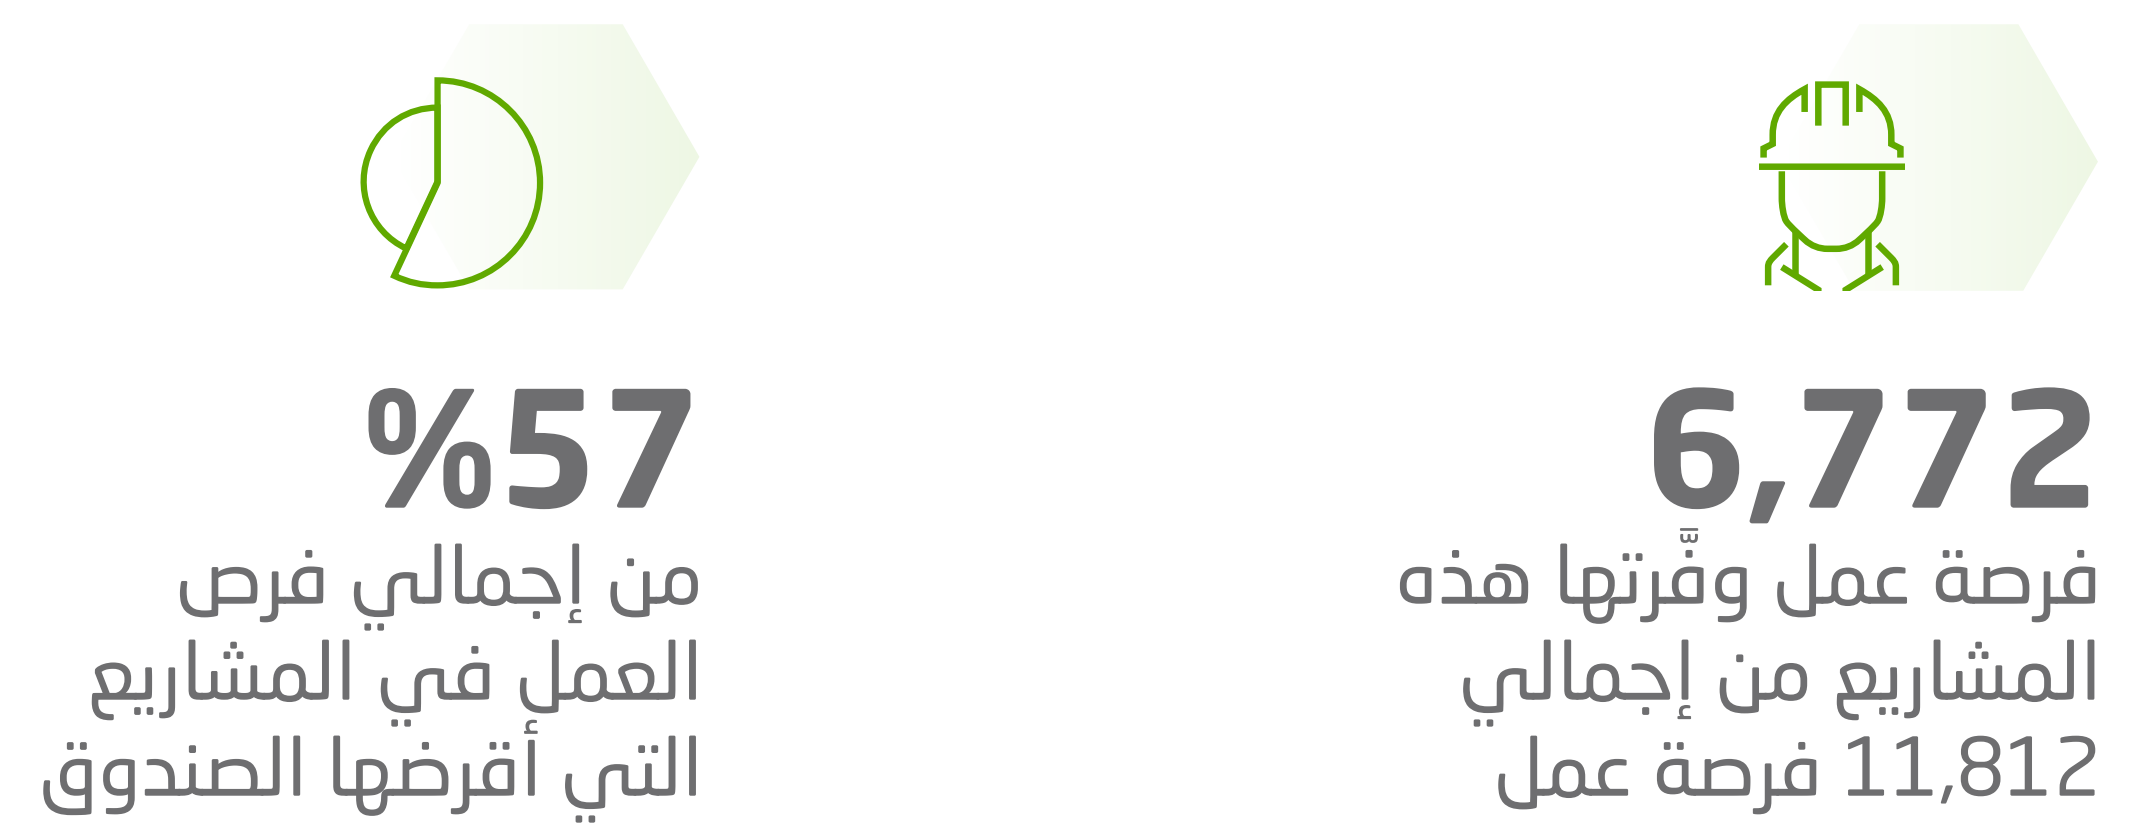 6,772
فرصة عمل وفَّرتها هذه
المشاريع من إجمالي
11,812 فرصة عمل
%57
من إجمالي فرص
العمل في المشاريع
التي أقرضها الصندوق